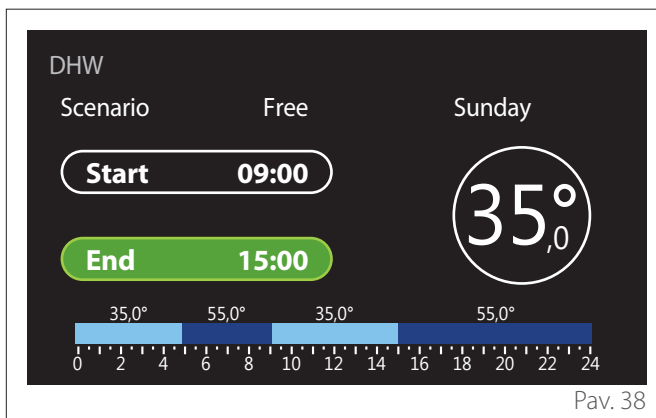 DHW
Scenario Free Sunday
Start 09:00
35,0°
End 15:00
35,0° 55,0° 35,0° 55,0°
0 2 4 6 8 10 12 14 16 18 20 22 24
Pav. 38